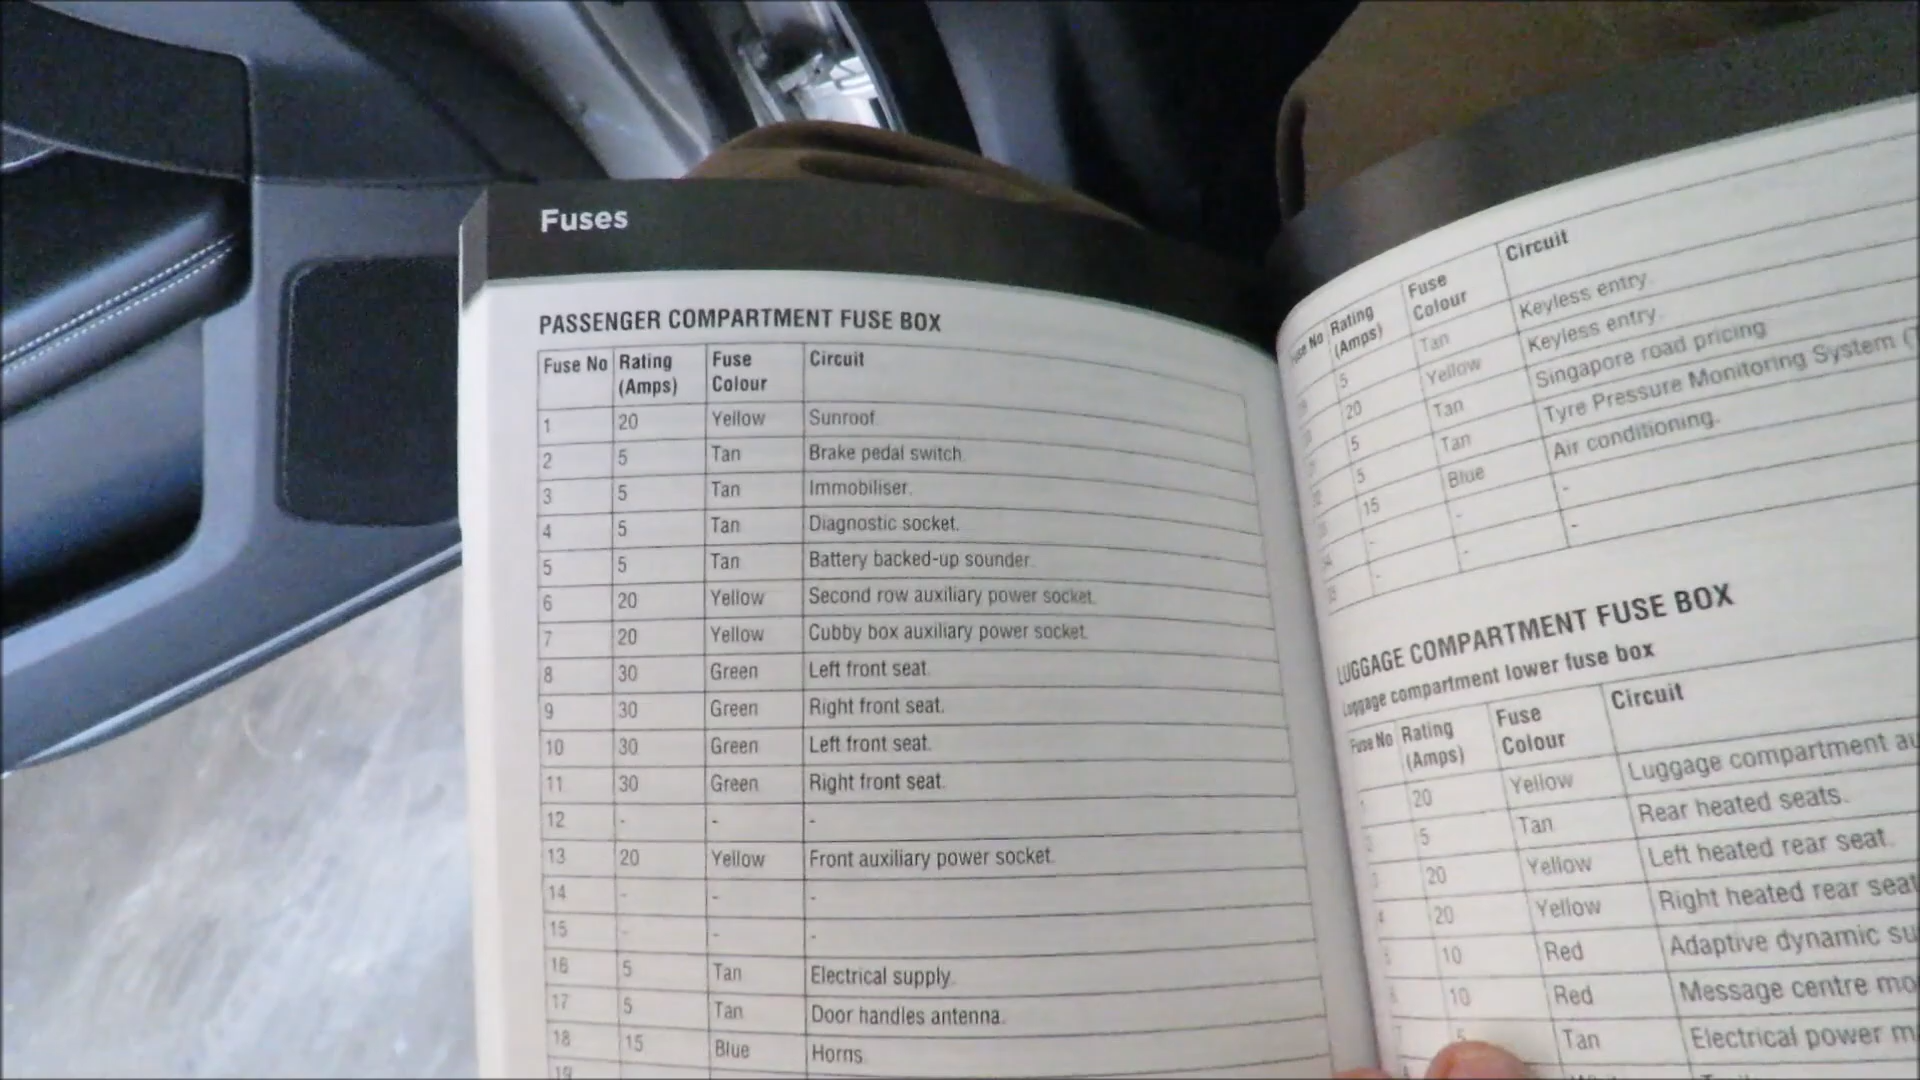 Fuses
PASSENGER COMPARTMENT FUSE BOX
Fuse No Rating (Amps) Fuse Colour Circuit
1 20 Yellow Sunroof.
2 5 Tan Brake pedal switch.
3 5 Tan Immobiliser.
4 5 Tan Diagnostic socket.
5 5 Tan Battery backed-up sounder.
6 20 Yellow Second row auxiliary power socket.
7 20 Yellow Cubby box auxiliary power socket.
8 30 Green Left front seat.
9 30 Green Right front seat.
10 30 Green Left front seat.
11 30 Green Right front seat.
12 - - -
13 20 Yellow Front auxiliary power socket.
14 - - -
15 - - -
16 5 Tan Electrical supply.
17 5 Tan Door handles antenna.
18 15 Blue Horns.
19
Rating (Amps) Fuse Colour Circuit
5 Tan Keyless entry.
20 Yellow Keyless entry.
5 Tan Singapore road pricing
5 Tan Tyre Pressure Monitoring System
15 Blue Air conditioning.
- - -
- - -
LUGGAGE COMPARTMENT FUSE BOX
Luggage compartment lower fuse box
Fuse No Rating (Amps) Fuse Colour Circuit
20 Yellow Luggage compartment
5 Tan Rear heated seats.
20 Yellow Left heated rear seat.
20 Yellow Right heated rear seat
10 Red Adaptive dynamic
10 Red Message centre
5 Tan Electrical power